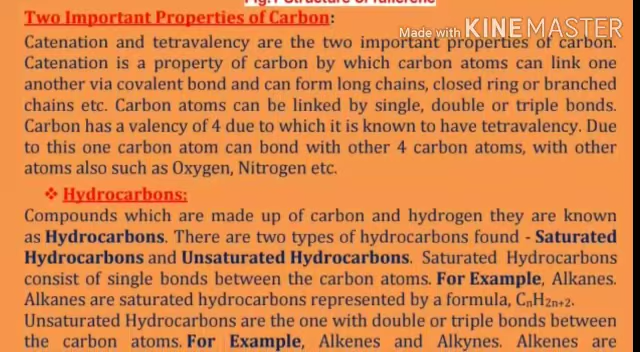 Fig.1 Structure of fullerene
Made with KINEMASTER
Two Important Properties of Carbon:
Catenation and tetravalency are the two important properties of carbon.
Catenation is a property of carbon by which carbon atoms can link one
another via covalent bond and can form long chains, closed ring or branched
chains etc. Carbon atoms can be linked by single, double or triple bonds.
Carbon has a valency of 4 due to which it is known to have tetravalency. Due
to this one carbon atom can bond with other 4 carbon atoms, with other
atoms also such as Oxygen, Nitrogen etc.
❖ Hydrocarbons:
Compounds which are made up of carbon and hydrogen they are known
as Hydrocarbons. There are two types of hydrocarbons found - Saturated
Hydrocarbons and Unsaturated Hydrocarbons. Saturated Hydrocarbons
consist of single bonds between the carbon atoms. For Example, Alkanes.
Alkanes are saturated hydrocarbons represented by a formula, CₙH₂ₙ₊₂.
Unsaturated Hydrocarbons are the one with double or triple bonds between
the carbon atoms. For Example, Alkenes and Alkynes. Alkenes are